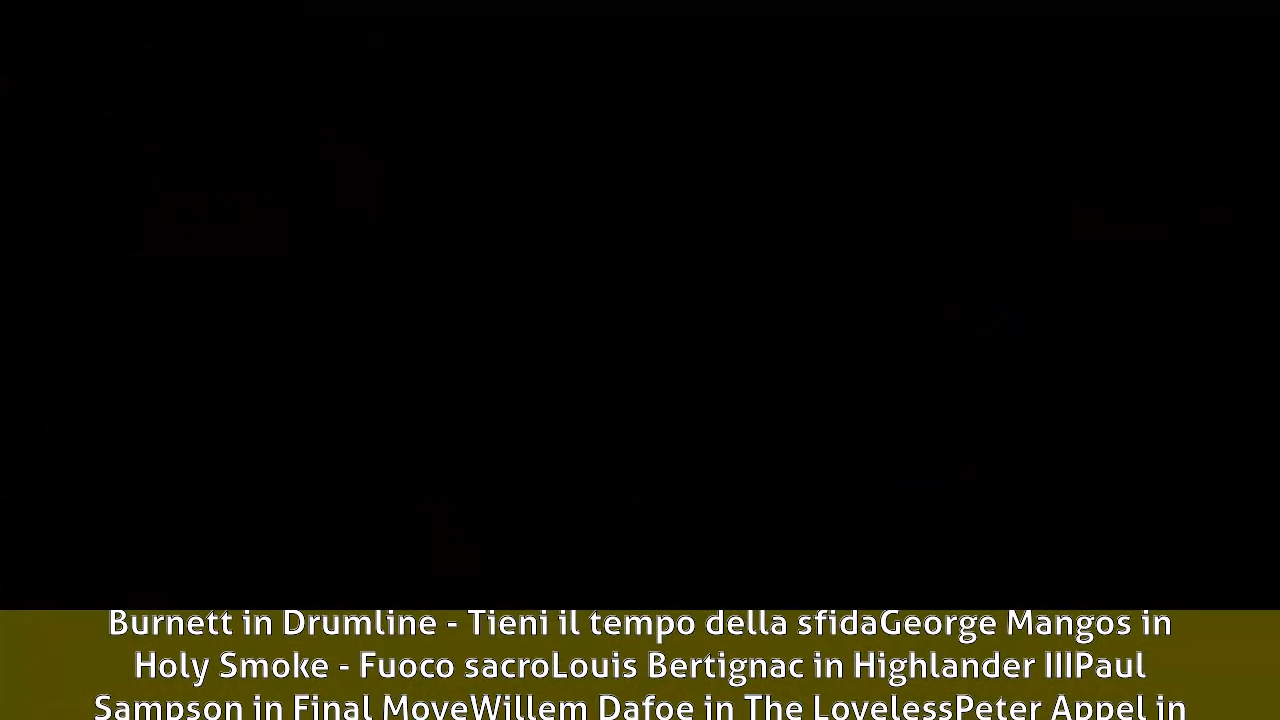 Burnett in Drumline - Tieni il tempo della sfidaGeorge Mangos in
Holy Smoke - Fuoco sacroLouis Bertignac in Highlander IIIPaul
Sampson in Final MoveWillem Dafoe in The LovelessPeter Appel in